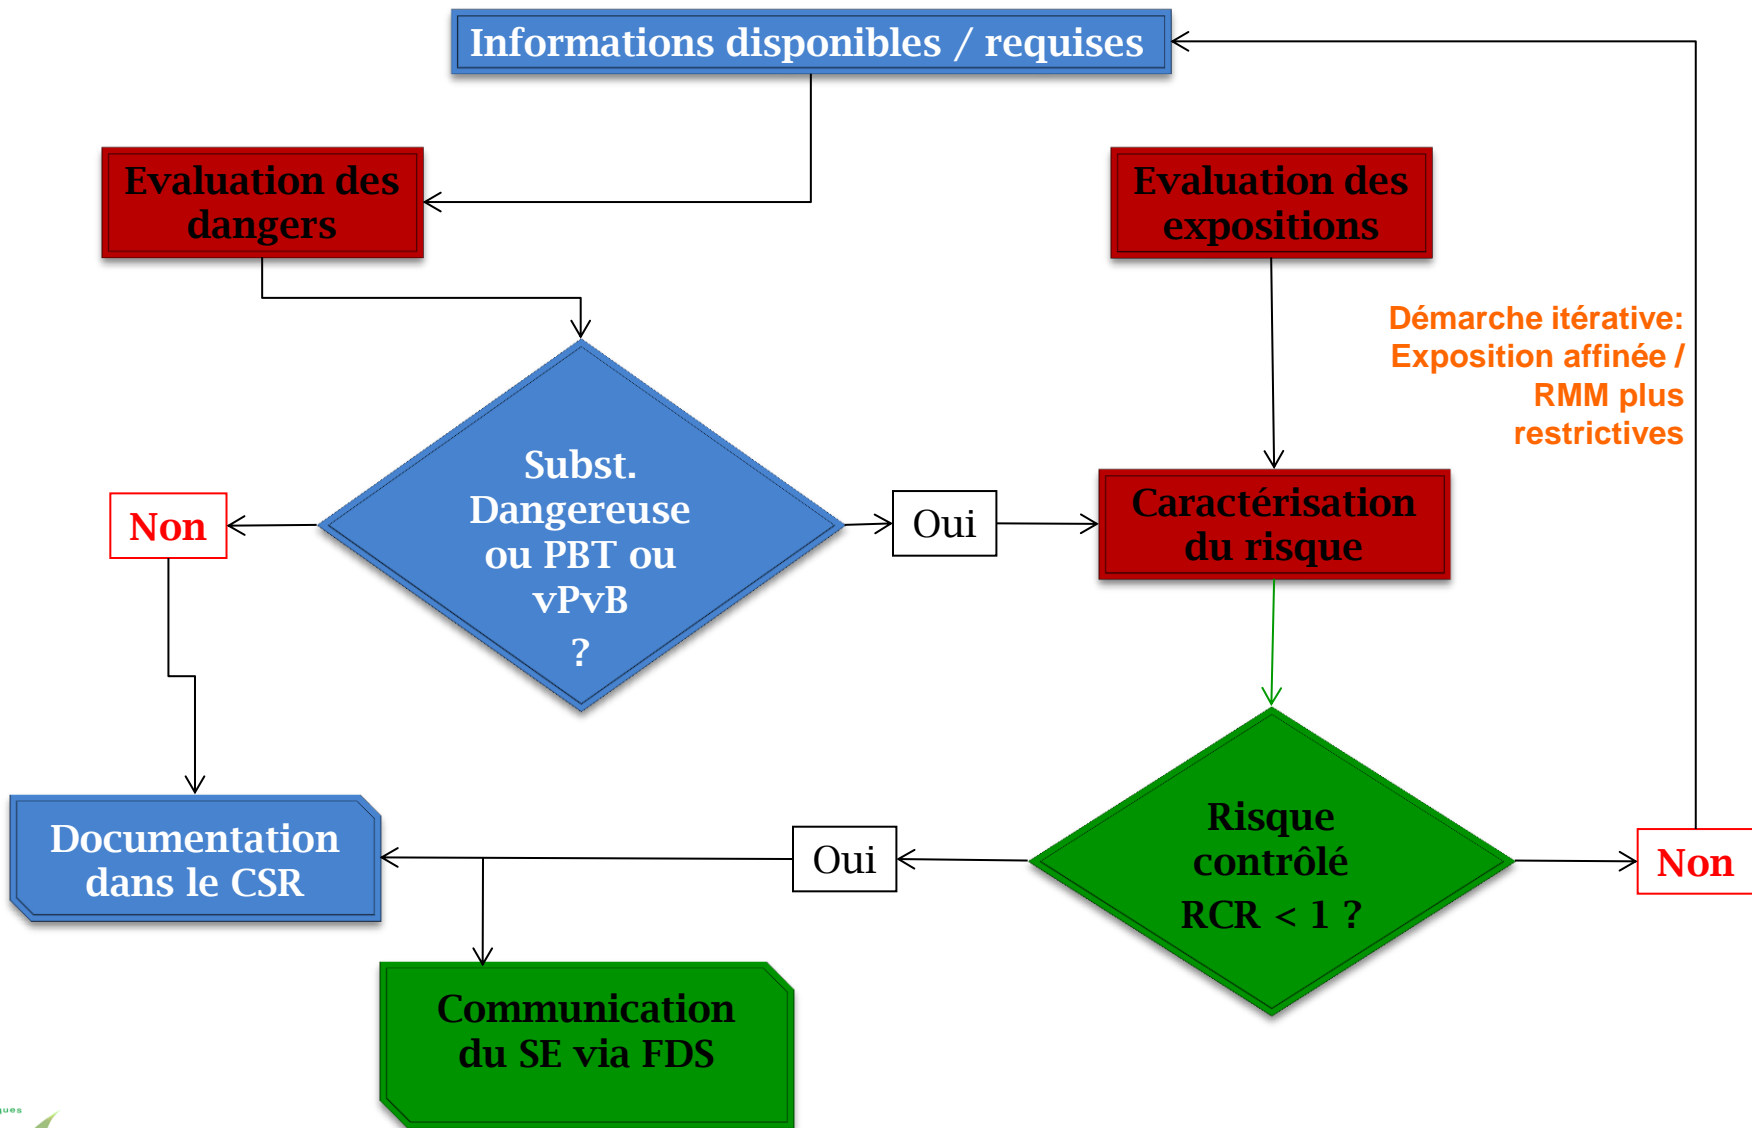 Informations disponibles / requises
Evaluation des
dangers
Evaluation des
expositions
Démarche itérative:
Exposition affinée /
RMM plus
restrictives
Subst.
Dangereuse
ou PBT ou
vPvB
?
Non
Oui
Caractérisation
du risque
Documentation
dans le CSR
Oui
Risque
contrôlé
RCR < 1 ?
Non
Communication
du SE via FDS